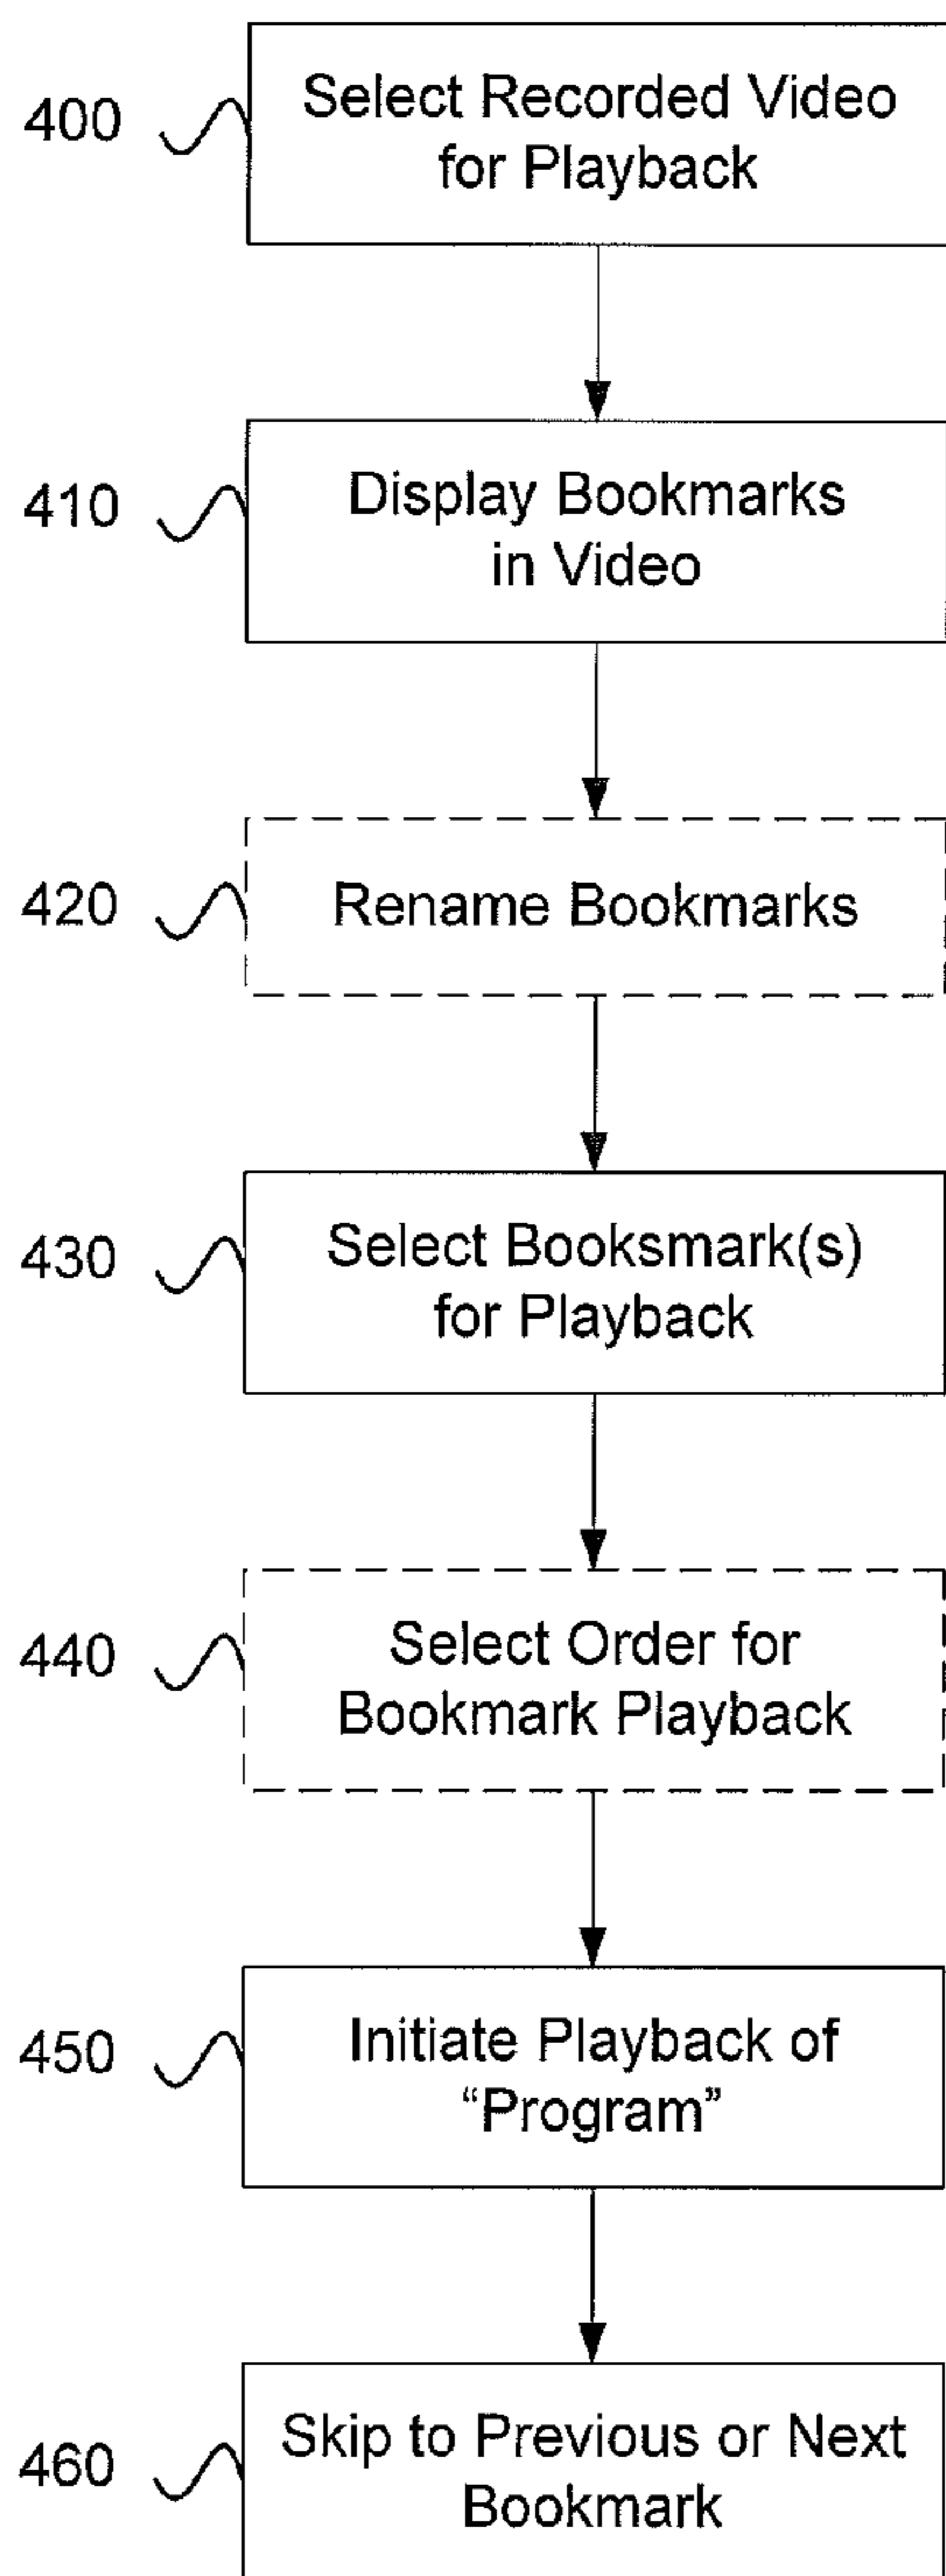 400
Select Recorded Video
for Playback
410
Display Bookmarks
in Video
420
Rename Bookmarks
430
Select Booksmark(s)
for Playback
440
Select Order for
Bookmark Playback
450
Initiate Playback of
“Program”
460
Skip to Previous or Next
Bookmark